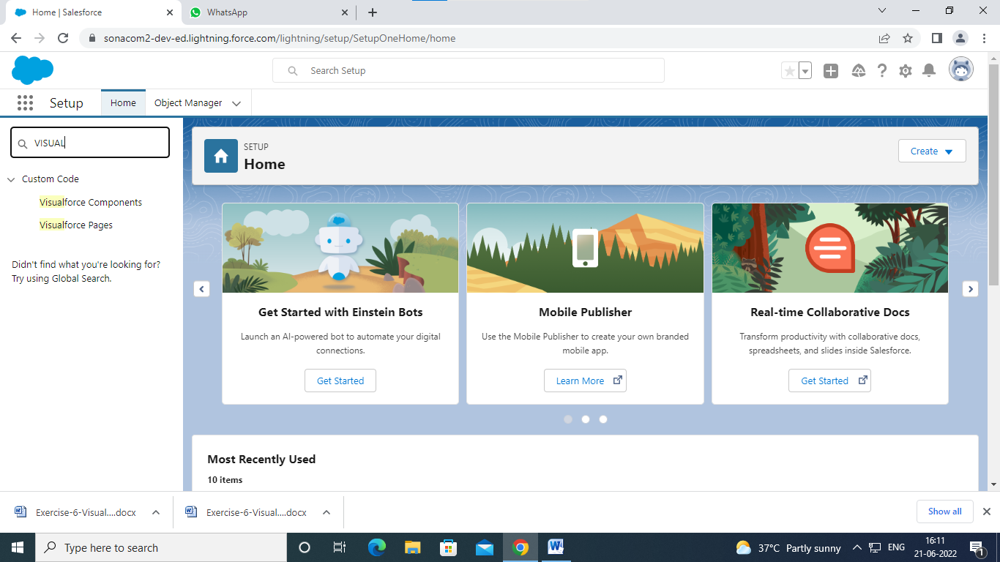 Home | Salesforce
WhatsApp
sonacom2-dev-ed.lightning.force.com/lightning/setup/SetupOneHome/home
Search Setup
Setup
Home
Object Manager
VISUAL
Custom Code
Visualforce Components
Visualforce Pages
Didn't find what you're looking for?
Try using Global Search.
SETUP
Home
Create
Get Started with Einstein Bots
Launch an AI-powered bot to automate your digital
connections.
Get Started
Mobile Publisher
Use the Mobile Publisher to create your own branded
mobile app.
Learn More
Real-time Collaborative Docs
Transform productivity with collaborative docs,
spreadsheets, and slides inside Salesforce.
Get Started
Most Recently Used
10 items
Exercise-6-Visual....docx
Exercise-6-Visual....docx
Show all
Type here to search
37°C Partly sunny
ENG
16:11
21-06-2022
1